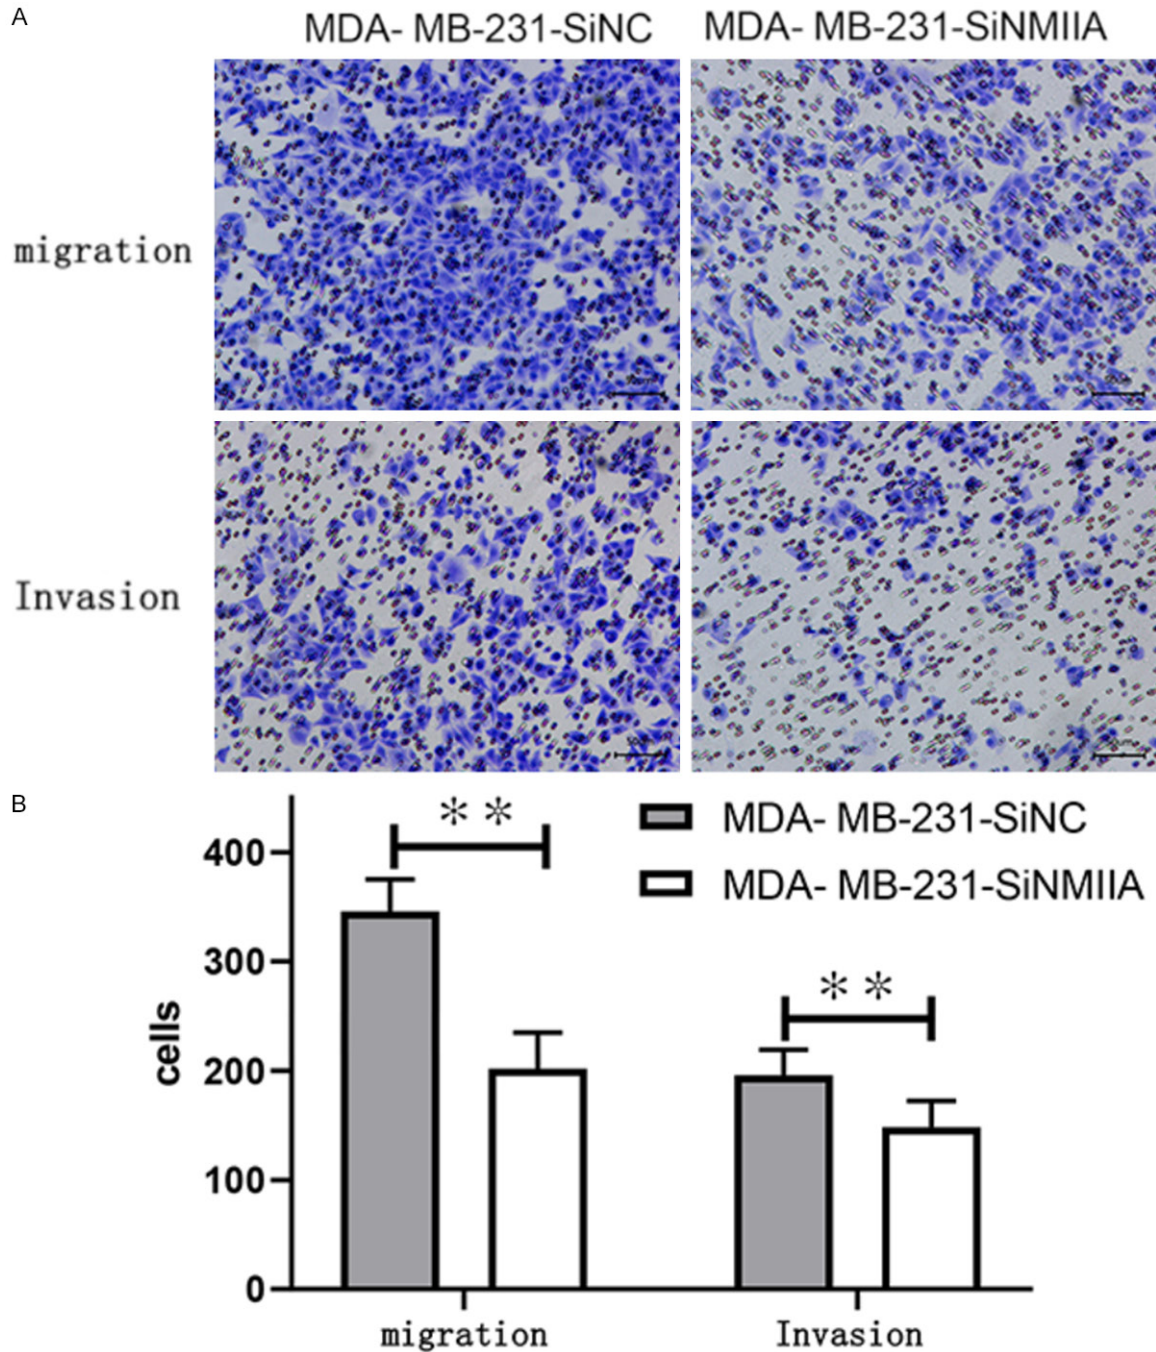 A
MDA- MB-231-SiNC
MDA- MB-231-SiNMIIA
migration
Invasion
B
** 
MDA- MB-231-SiNC
MDA- MB-231-SiNMIIA
**
400
300
200
100
0
cells
migration
Invasion